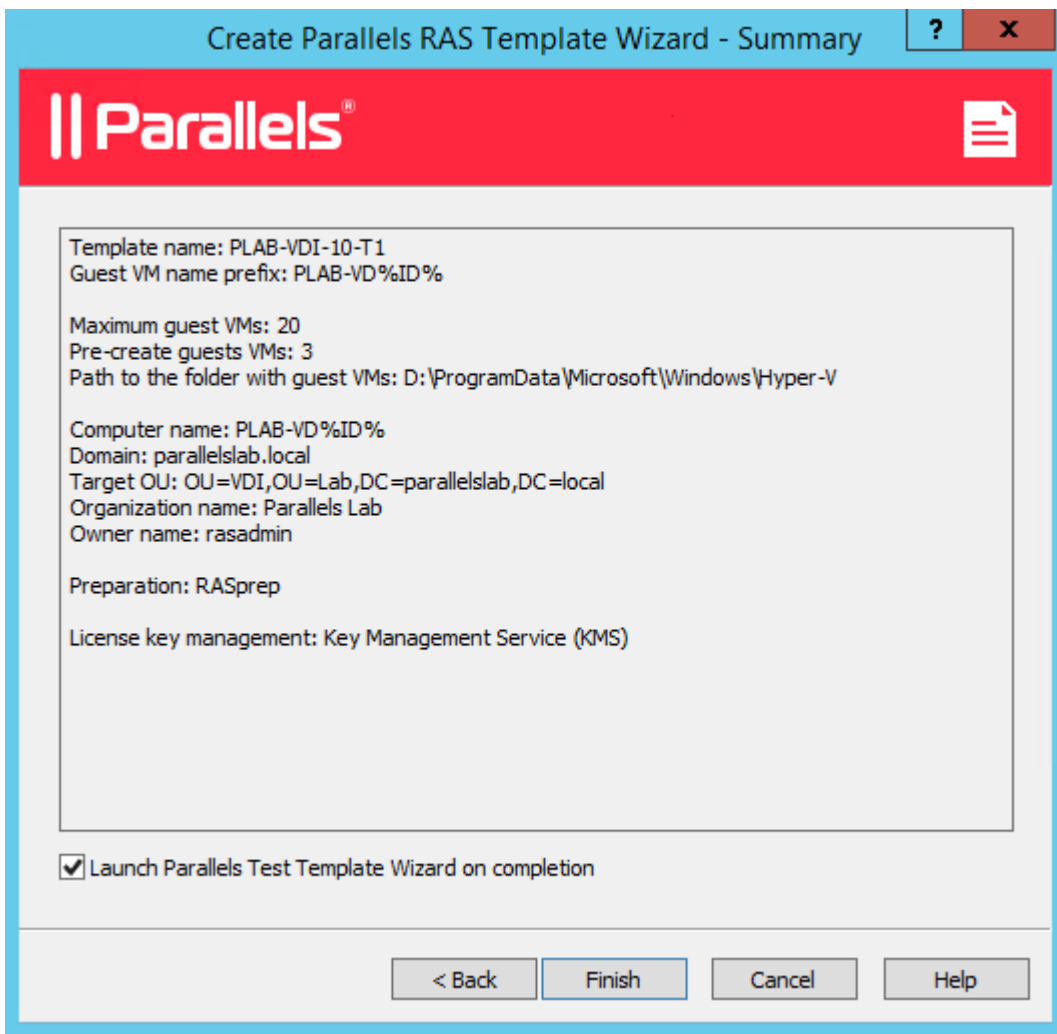 Create Parallels RAS Template Wizard - Summary
? x
Parallels®
Template name: PLAB-VDI-10-T1
Guest VM name prefix: PLAB-VD%ID%
Maximum guest VMs: 20
Pre-create guests VMs: 3
Path to the folder with guest VMs: D:\ProgramData\Microsoft\Windows\Hyper-V
Computer name: PLAB-VD%ID%
Domain: parallelslab.local
Target OU: OU=VDI,OU=Lab,DC=parallelslab,DC=local
Organization name: Parallels Lab
Owner name: rasadmin
Preparation: RASprep
License key management: Key Management Service (KMS)
Launch Parallels Test Template Wizard on completion
< Back Finish Cancel Help